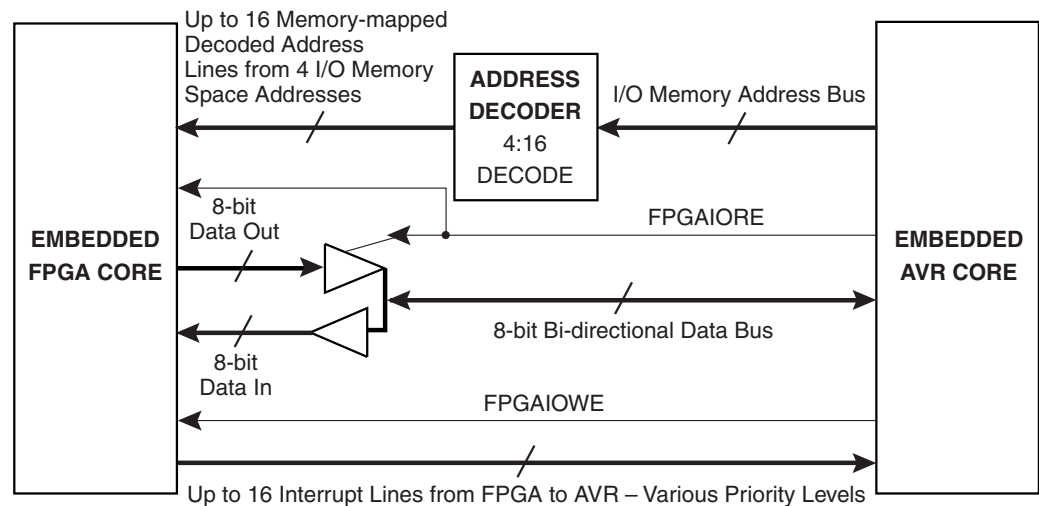 Up to 16 Memory-mapped
Decoded Address
Lines from 4 I/O Memory
Space Addresses
ADDRESS
DECODER
4:16
DECODE
I/O Memory Address Bus
8-bit
Data Out
FPGAIORE
EMBEDDED
FPGA CORE
EMBEDDED
AVR CORE
8-bit Bi-directional Data Bus
8-bit
Data In
FPGAIOWE
Up to 16 Interrupt Lines from FPGA to AVR – Various Priority Levels